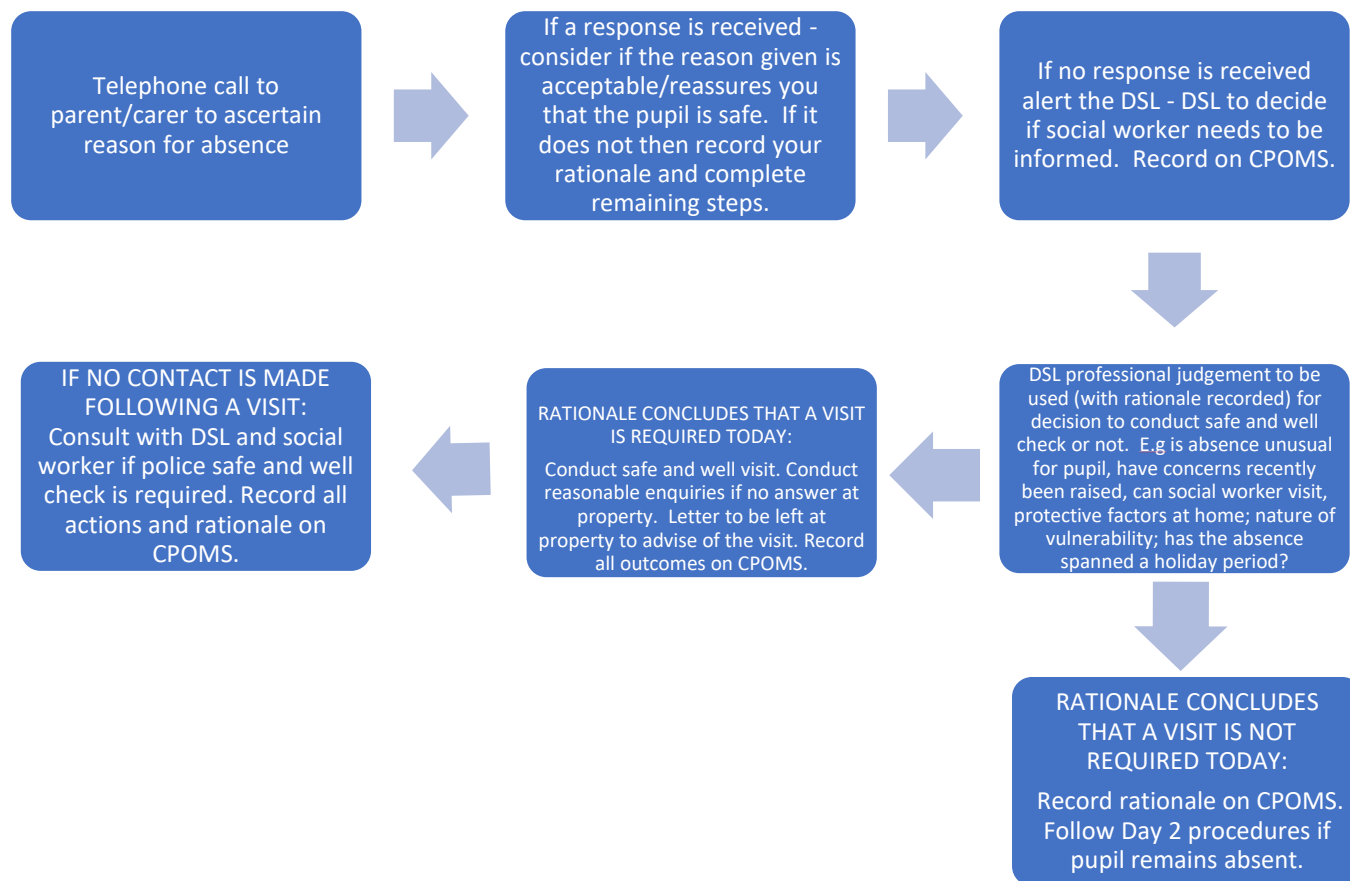 Telephone call to
parent/carer to ascertain
reason for absence
If a response is received -
consider if the reason given is
acceptable/reassures you
that the pupil is safe.  If it
does not then record your
rationale and complete
remaining steps.
If no response is received
alert the DSL - DSL to decide
if social worker needs to be
informed.  Record on CPOMS.
DSL professional judgement to be
used (with rationale recorded) for
decision to conduct safe and well
check or not.  E.g is absence unusual
for pupil, have concerns recently
been raised, can social worker visit,
protective factors at home; nature of
vulnerability; has the absence
spanned a holiday period?
RATIONALE CONCLUDES THAT A VISIT
IS REQUIRED TODAY:
Conduct safe and well visit. Conduct
reasonable enquiries if no answer at
property.  Letter to be left at
property to advise of the visit. Record
all outcomes on CPOMS.
IF NO CONTACT IS MADE
FOLLOWING A VISIT:
Consult with DSL and social
worker if police safe and well
check is required. Record all
actions and rationale on
CPOMS.
RATIONALE CONCLUDES
THAT A VISIT IS NOT
REQUIRED TODAY:
Record rationale on CPOMS.
Follow Day 2 procedures if
pupil remains absent.